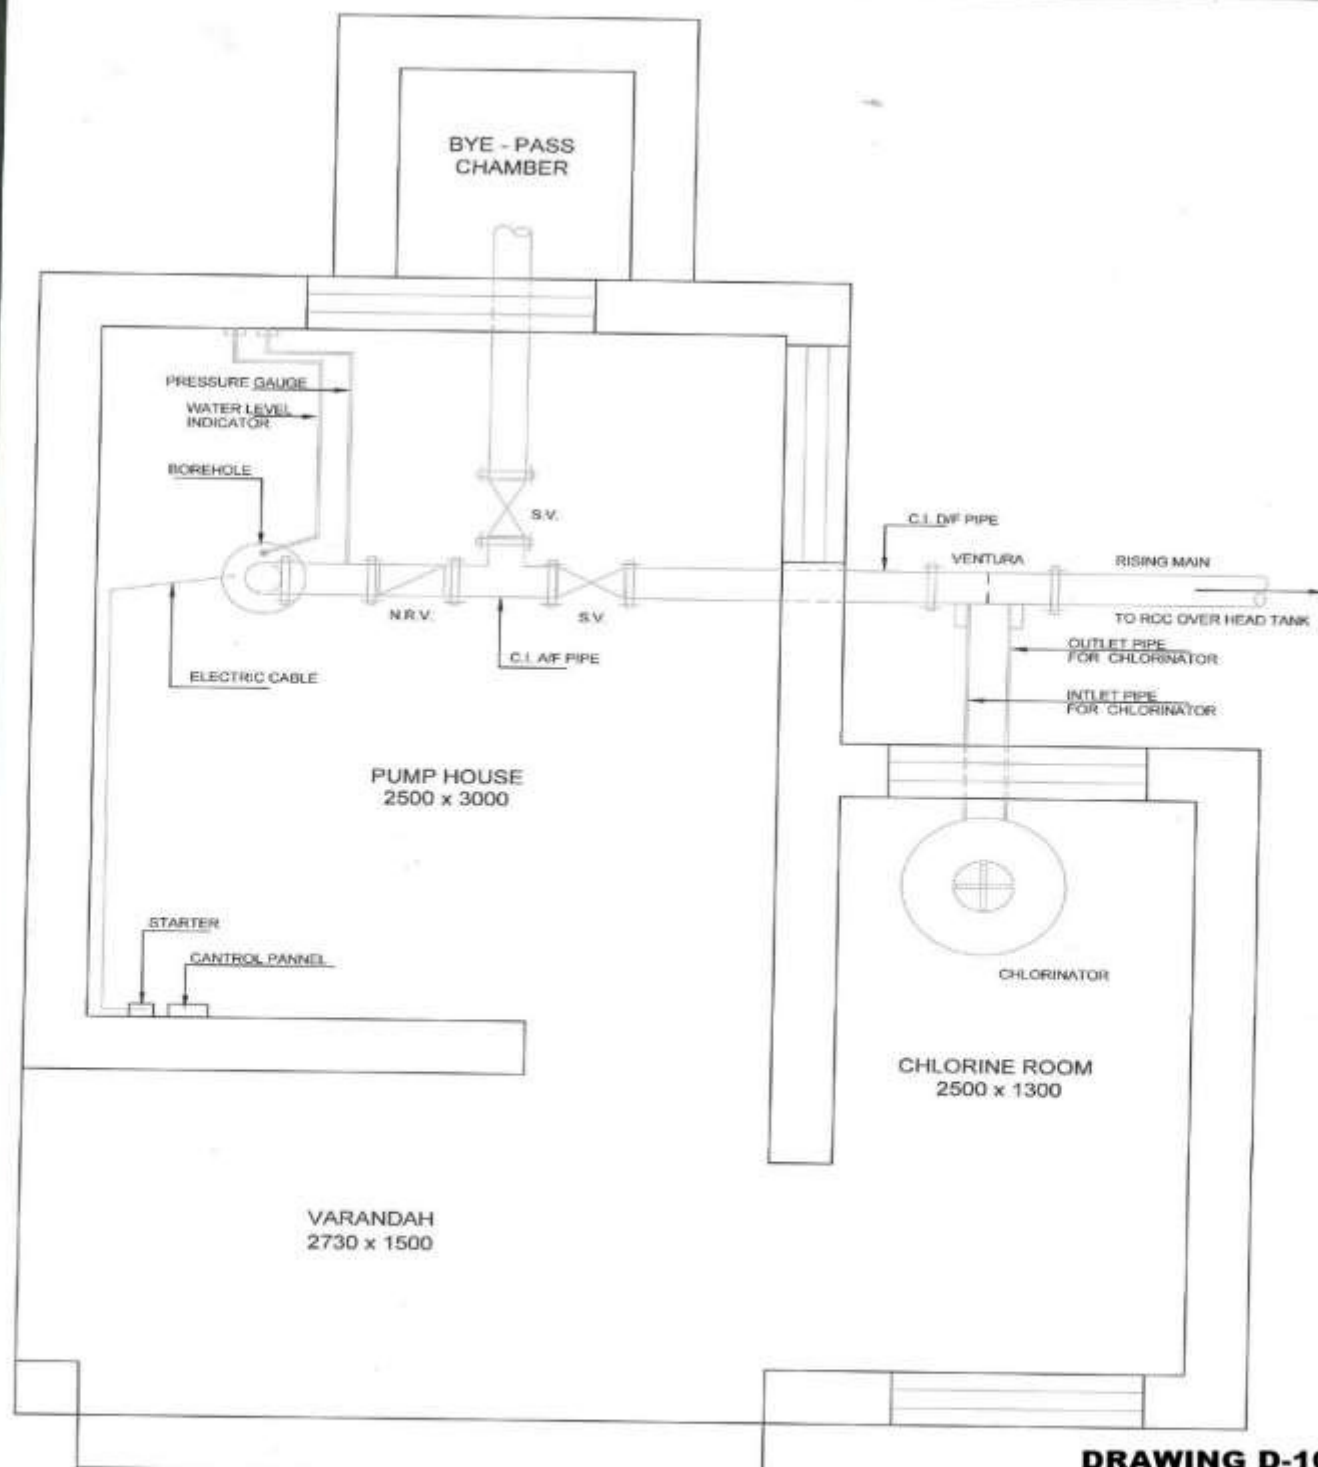 BYE - PASS
CHAMBER
PRESSURE GAUGE
WATER LEVEL
INDICATOR
BOREHOLE
S.V.
C.I. D/F PIPE
VENTURA
RISING MAIN
N.R.V.
S.V.
TO RCC OVER HEAD TANK
C.I. A/F PIPE
OUTLET PIPE
FOR CHLORINATOR
ELECTRIC CABLE
INTLET PIPE
FOR CHLORINATOR
PUMP HOUSE
2500 x 3000
STARTER
CANTROL PANNEL
CHLORINATOR
CHLORINE ROOM
2500 x 1300
VARANDAH
2730 x 1500